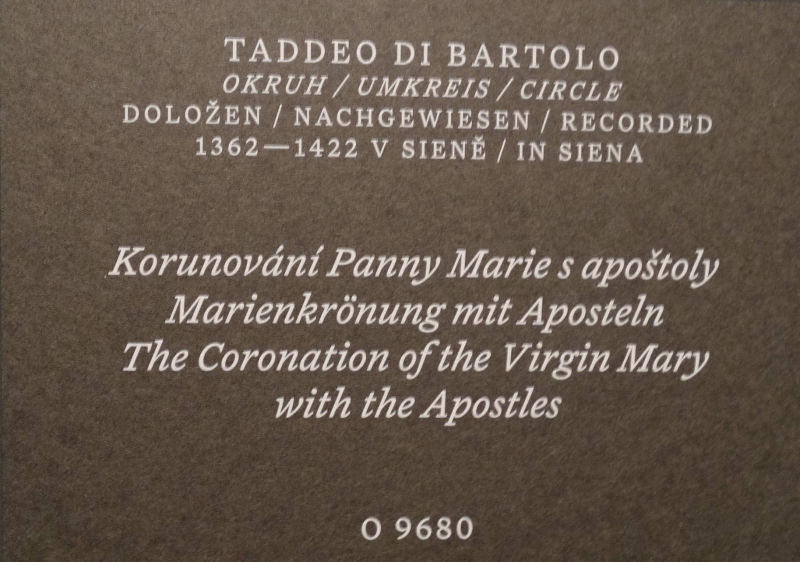 TADDEO DI BARTOLO
OKRUH / UMKREIS / CIRCLE
DOLOŽEN / NACHGEWIESEN / RECORDED
1362—1422 V SIENĚ / IN SIENA
Korunování Panny Marie s apoštoly
Marienkrönung mit Aposteln
The Coronation of the Virgin Mary
with the Apostles
O 9680